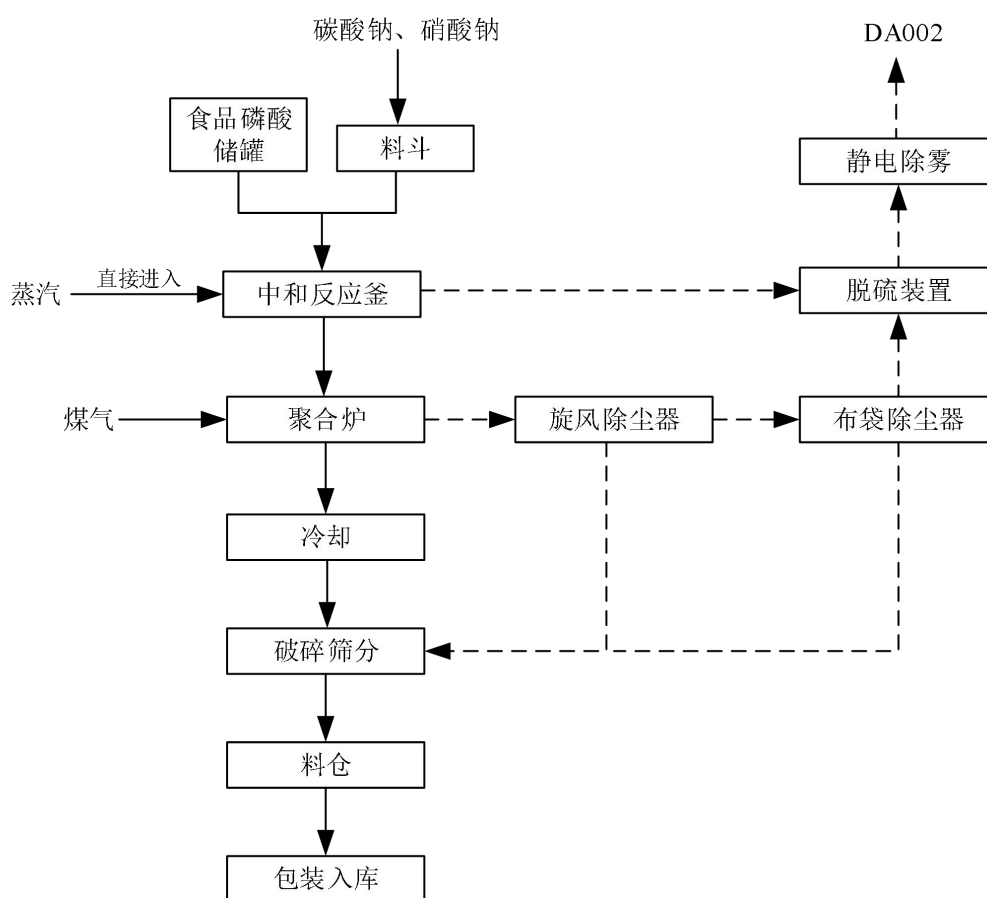 碳酸钠、硝酸钠
DA002
食品磷酸
储罐
料斗
静电除雾
蒸汽
直接进入
中和反应釜
脱硫装置
煤气
聚合炉
旋风除尘器
布袋除尘器
冷却
破碎筛分
料仓
包装入库